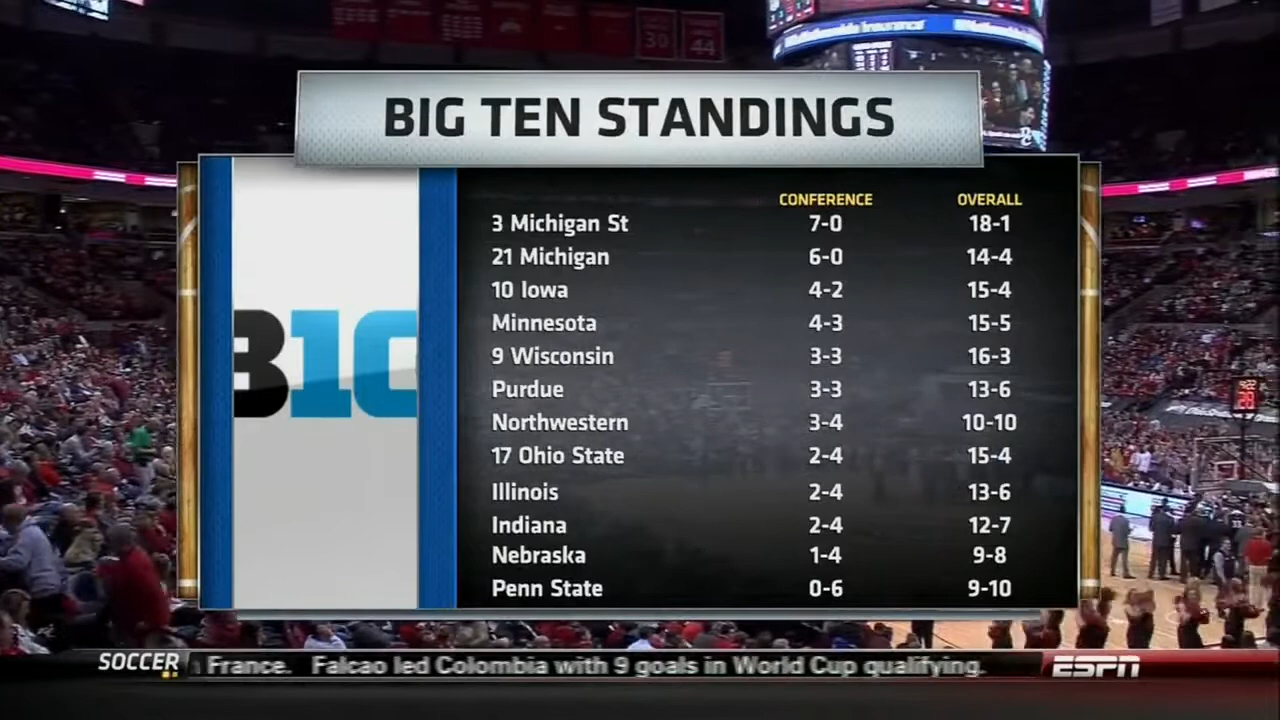 30
44
Nationwide Insurance
BIG TEN STANDINGS
B1G
CONFERENCE OVERALL
3 Michigan St 7-0 18-1
21 Michigan 6-0 14-4
10 Iowa 4-2 15-4
Minnesota 4-3 15-5
9 Wisconsin 3-3 16-3
Purdue 3-3 13-6
Northwestern 3-4 10-10
17 Ohio State 2-4 15-4
Illinois 2-4 13-6
Indiana 2-4 12-7
Nebraska 1-4 9-8
Penn State 0-6 9-10
SOCCER France. Falcao led Colombia with 9 goals in World Cup qualifying. ESPN